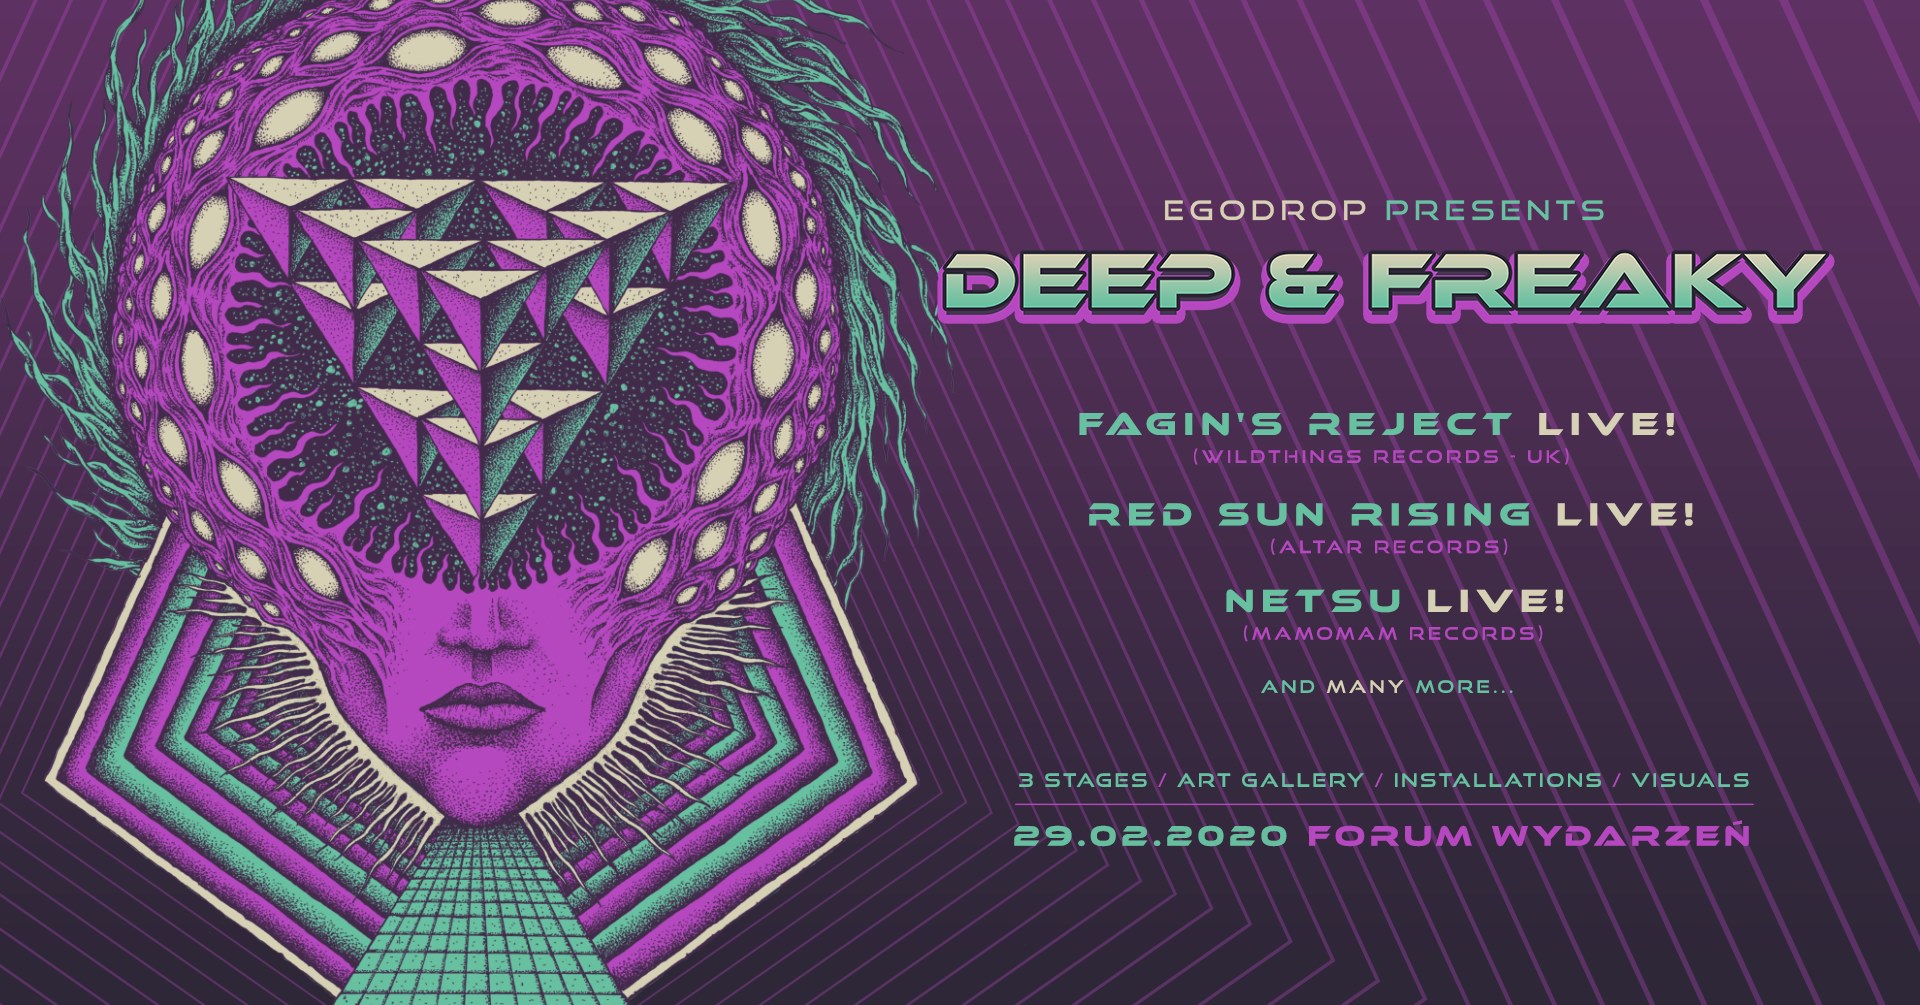 EGODROP PRESENTS
DEEP & FREAKY
FAGIN'S REJECT LIVE!
(WILDTHINGS RECORDS - UK)
RED SUN RISING LIVE!
(ALTAR RECORDS)
NETSU LIVE!
(MAMOMAM RECORDS)
AND MANY MORE...
3 STAGES / ART GALLERY / INSTALLATIONS / VISUALS
29.02.2020 FORUM WYDARZEŃ